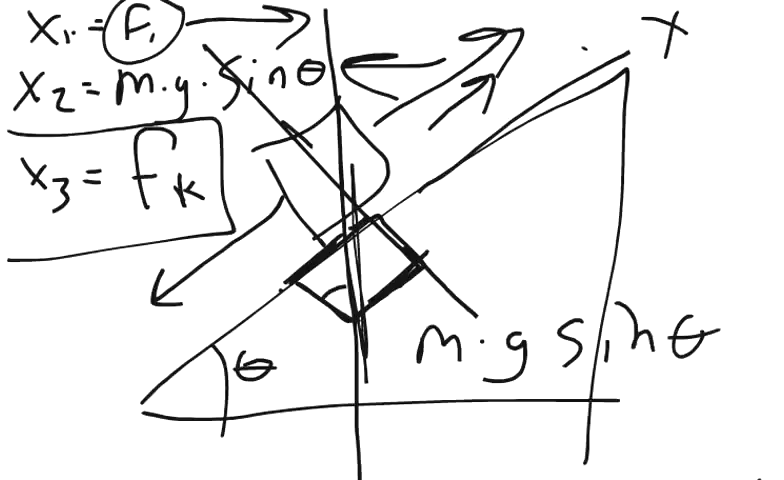 x₁ = F₁
x
x₂ = m.g. sinθ
x₃ = fk
m.g sinθ
θ